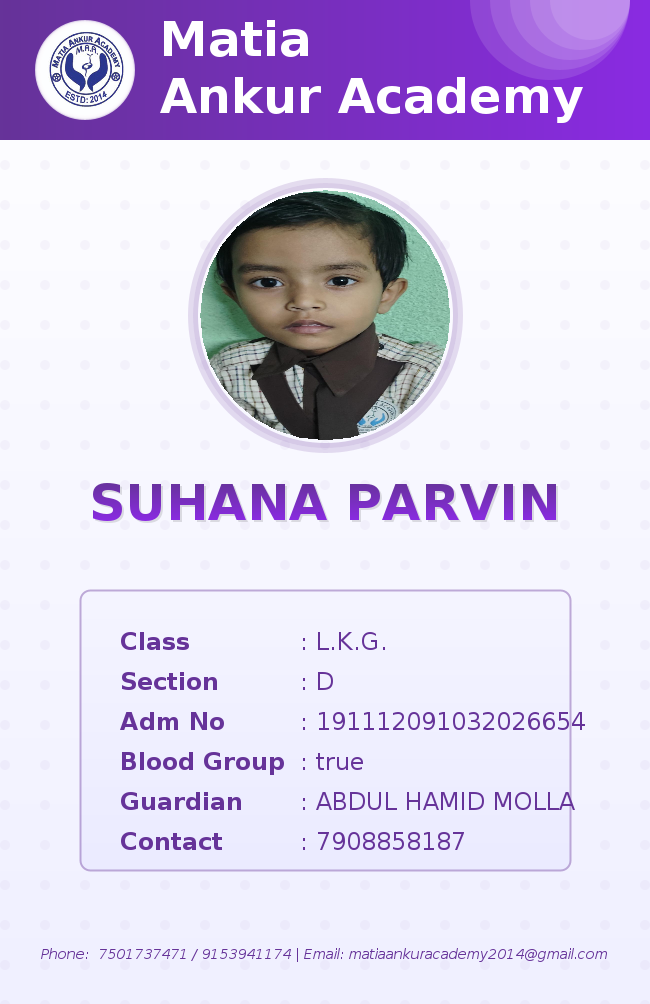 Matia
Ankur Academy
MATIA ANKUR ACADEMY
M.A.A.
ESTD: 2014
SUHANA PARVIN
Class : L.K.G.
Section : D
Adm No : 191112091032026654
Blood Group : true
Guardian : ABDUL HAMID MOLLA
Contact : 7908858187
Phone: 7501737471 / 9153941174 | Email: matiaankuracademy2014@gmail.com